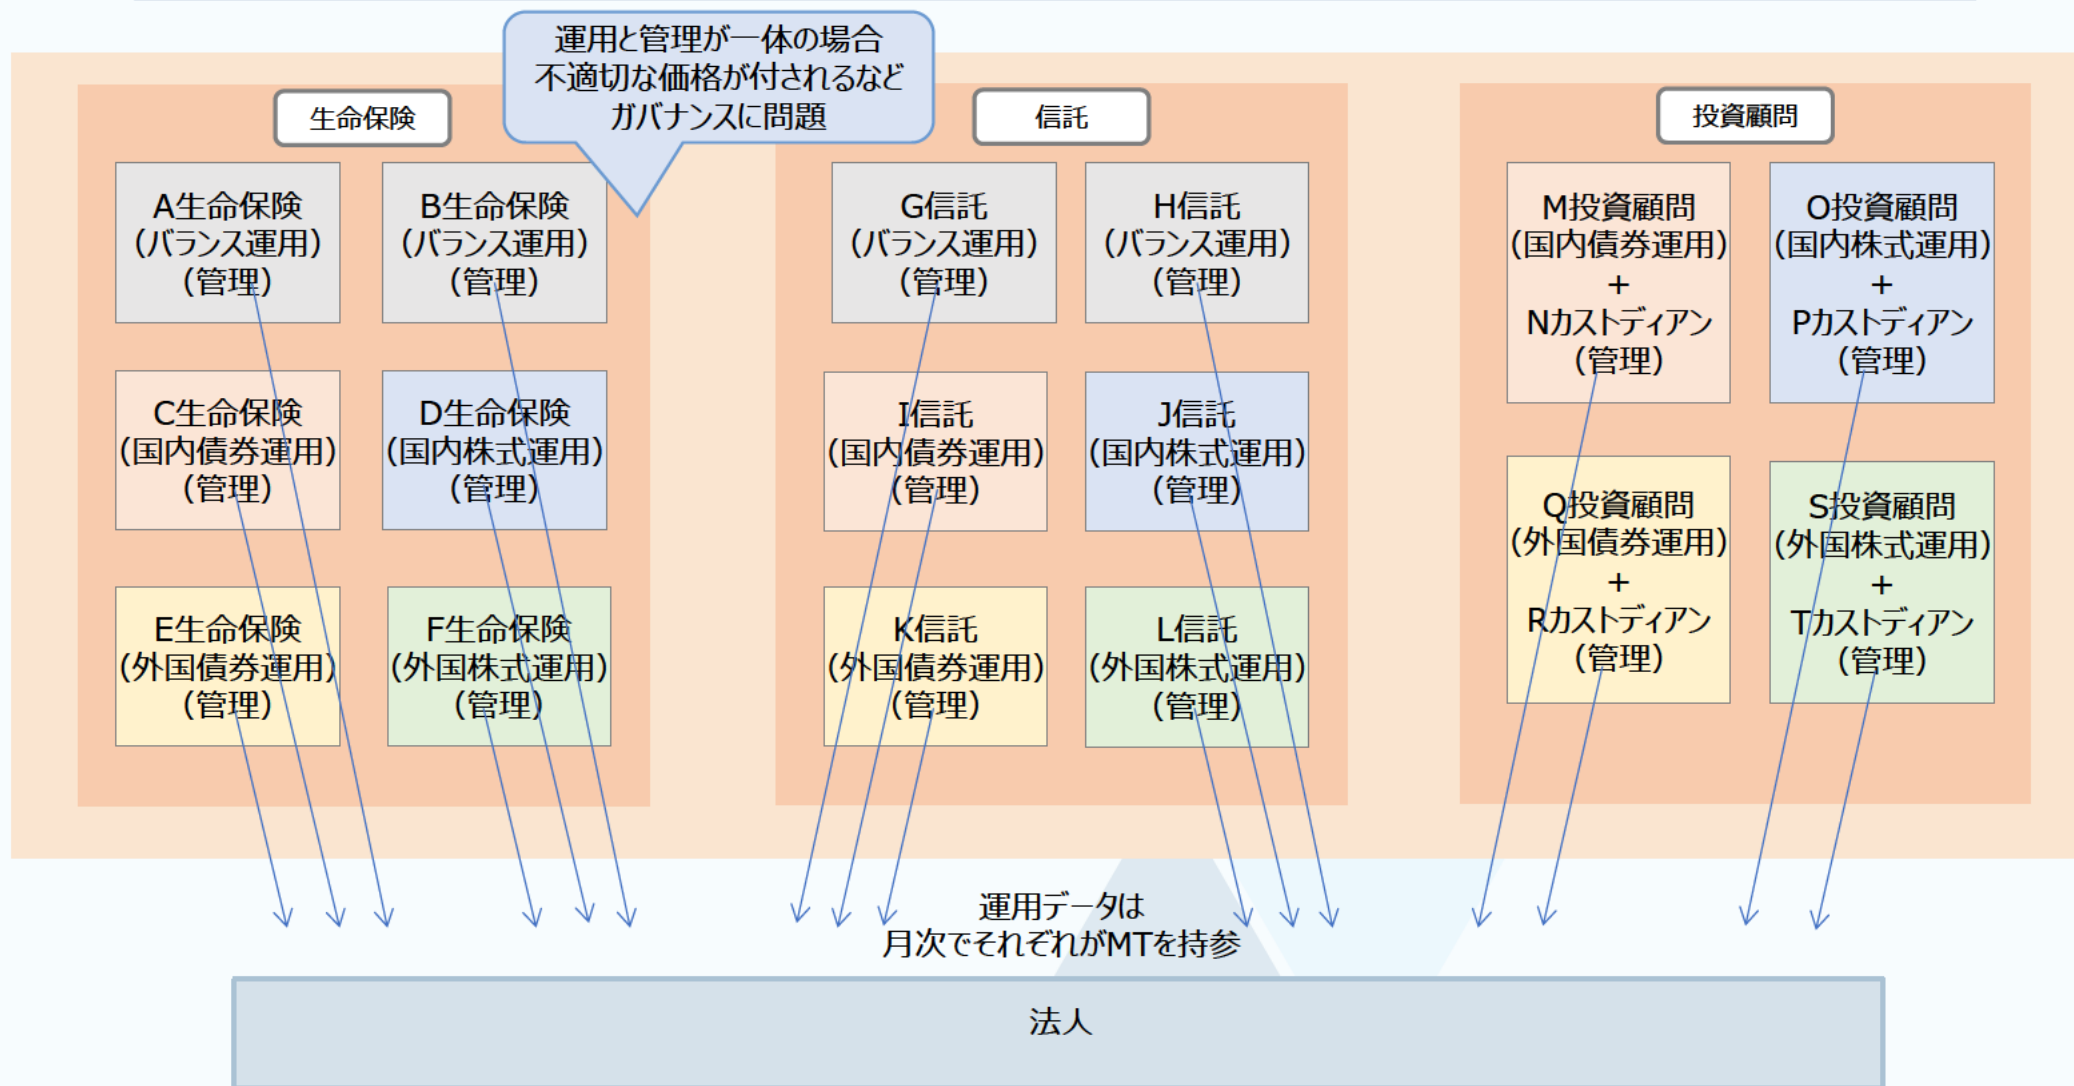 運用と管理が一体の場合
不適切な価格が付されるなど
ガバナンスに問題
生命保険
A生命保険
(バランス運用)
(管理)
B生命保険
(バランス運用)
(管理)
C生命保険
(国内債券運用)
(管理)
D生命保険
(国内株式運用)
(管理)
E生命保険
(外国債券運用)
(管理)
F生命保険
(外国株式運用)
(管理)
信託
G信託
(バランス運用)
(管理)
H信託
(バランス運用)
(管理)
I信託
(国内債券運用)
(管理)
J信託
(国内株式運用)
(管理)
K信託
(外国債券運用)
(管理)
L信託
(外国株式運用)
(管理)
投資顧問
M投資顧問
(国内債券運用)
+
Nカストディアン
(管理)
O投資顧問
(国内株式運用)
+
Pカストディアン
(管理)
Q投資顧問
(外国債券運用)
+
Rカストディアン
(管理)
S投資顧問
(外国株式運用)
+
Tカストディアン
(管理)
運用データは
月次でそれぞれがMTを持参
法人